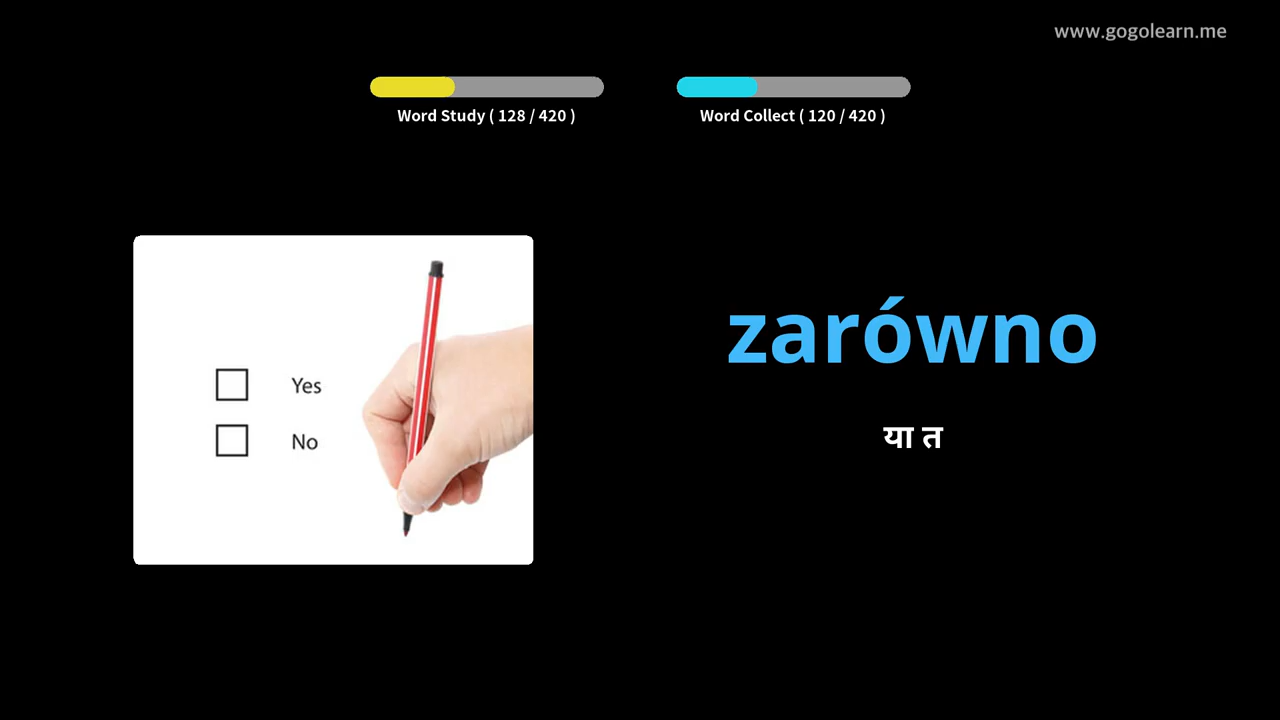 www.gogolearn.me
Word Study ( 128 / 420 )
Word Collect ( 120 / 420 )
Yes
No
zarówno
या त